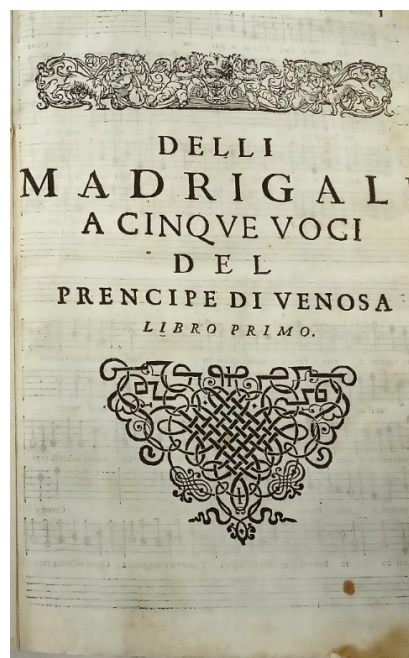 DELLI
MADRIGALI
A CINQVE VOCI
DEL
PRENCIPE DI VENOSA
LIBRO PRIMO.